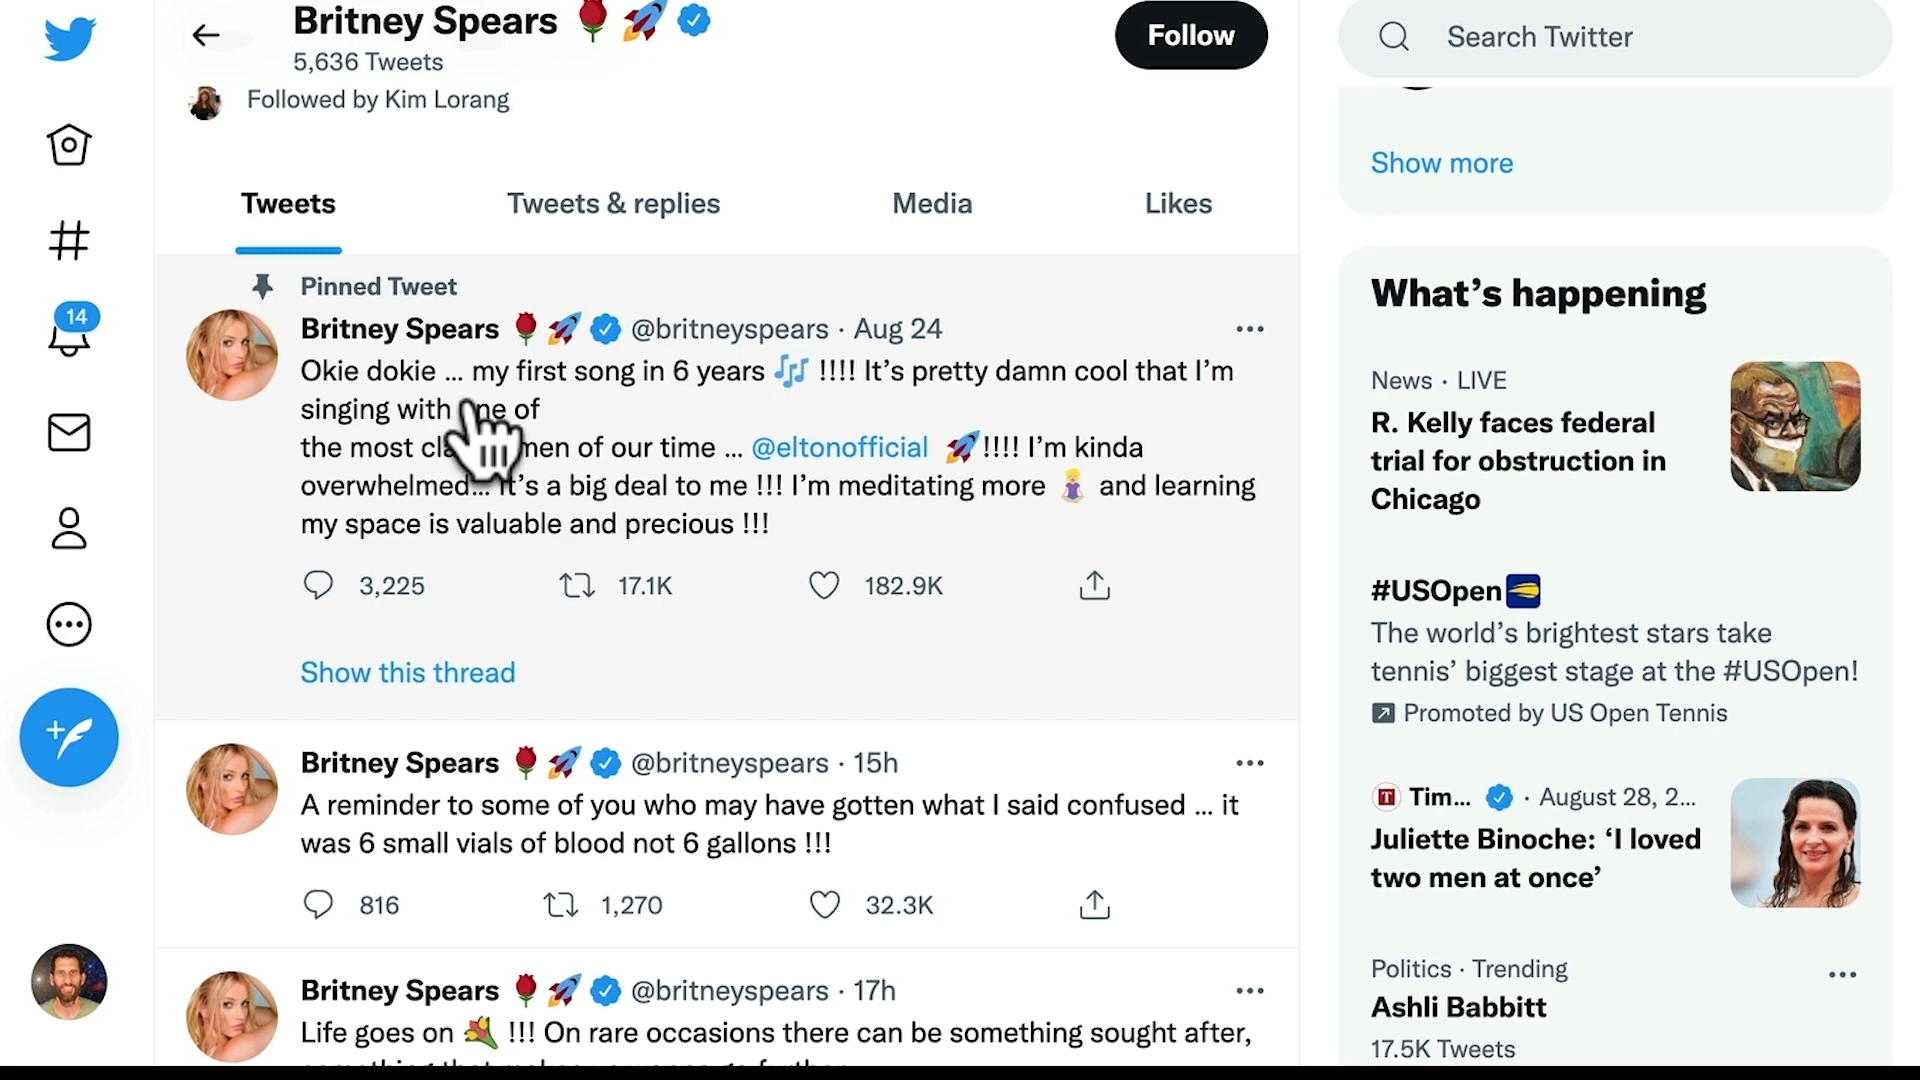 Britney Spears 🌹🚀
5,636 Tweets
Followed by Kim Lorang
Follow
Search Twitter
Show more
Tweets
Tweets & replies
Media
Likes
14
Pinned Tweet
Britney Spears 🌹🚀 @britneyspears · Aug 24
Okie dokie ... my first song in 6 years 🎶 !!!! It’s pretty damn cool that I’m
singing with one of
the most men of our time ... @eltonofficial 🚀!!!! I’m kinda
overwhelmed... It’s a big deal to me !!! I’m meditating more 🧘🏼‍♀️ and learning
my space is valuable and precious !!!
3,225
17.1K
182.9K
Show this thread
Britney Spears 🌹🚀 @britneyspears · 15h
A reminder to some of you who may have gotten what I said confused ... it
was 6 small vials of blood not 6 gallons !!!
816
1,270
32.3K
Britney Spears 🌹🚀 @britneyspears · 17h
Life goes on 💐 !!! On rare occasions there can be something sought after,
What’s happening
News · LIVE
R. Kelly faces federal
trial for obstruction in
Chicago
#USOpen
The world’s brightest stars take
tennis’ biggest stage at the #USOpen!
Promoted by US Open Tennis
Tim... · August 28, 2...
Juliette Binoche: ‘I loved
two men at once’
Politics · Trending
Ashli Babbitt
17.5K Tweets